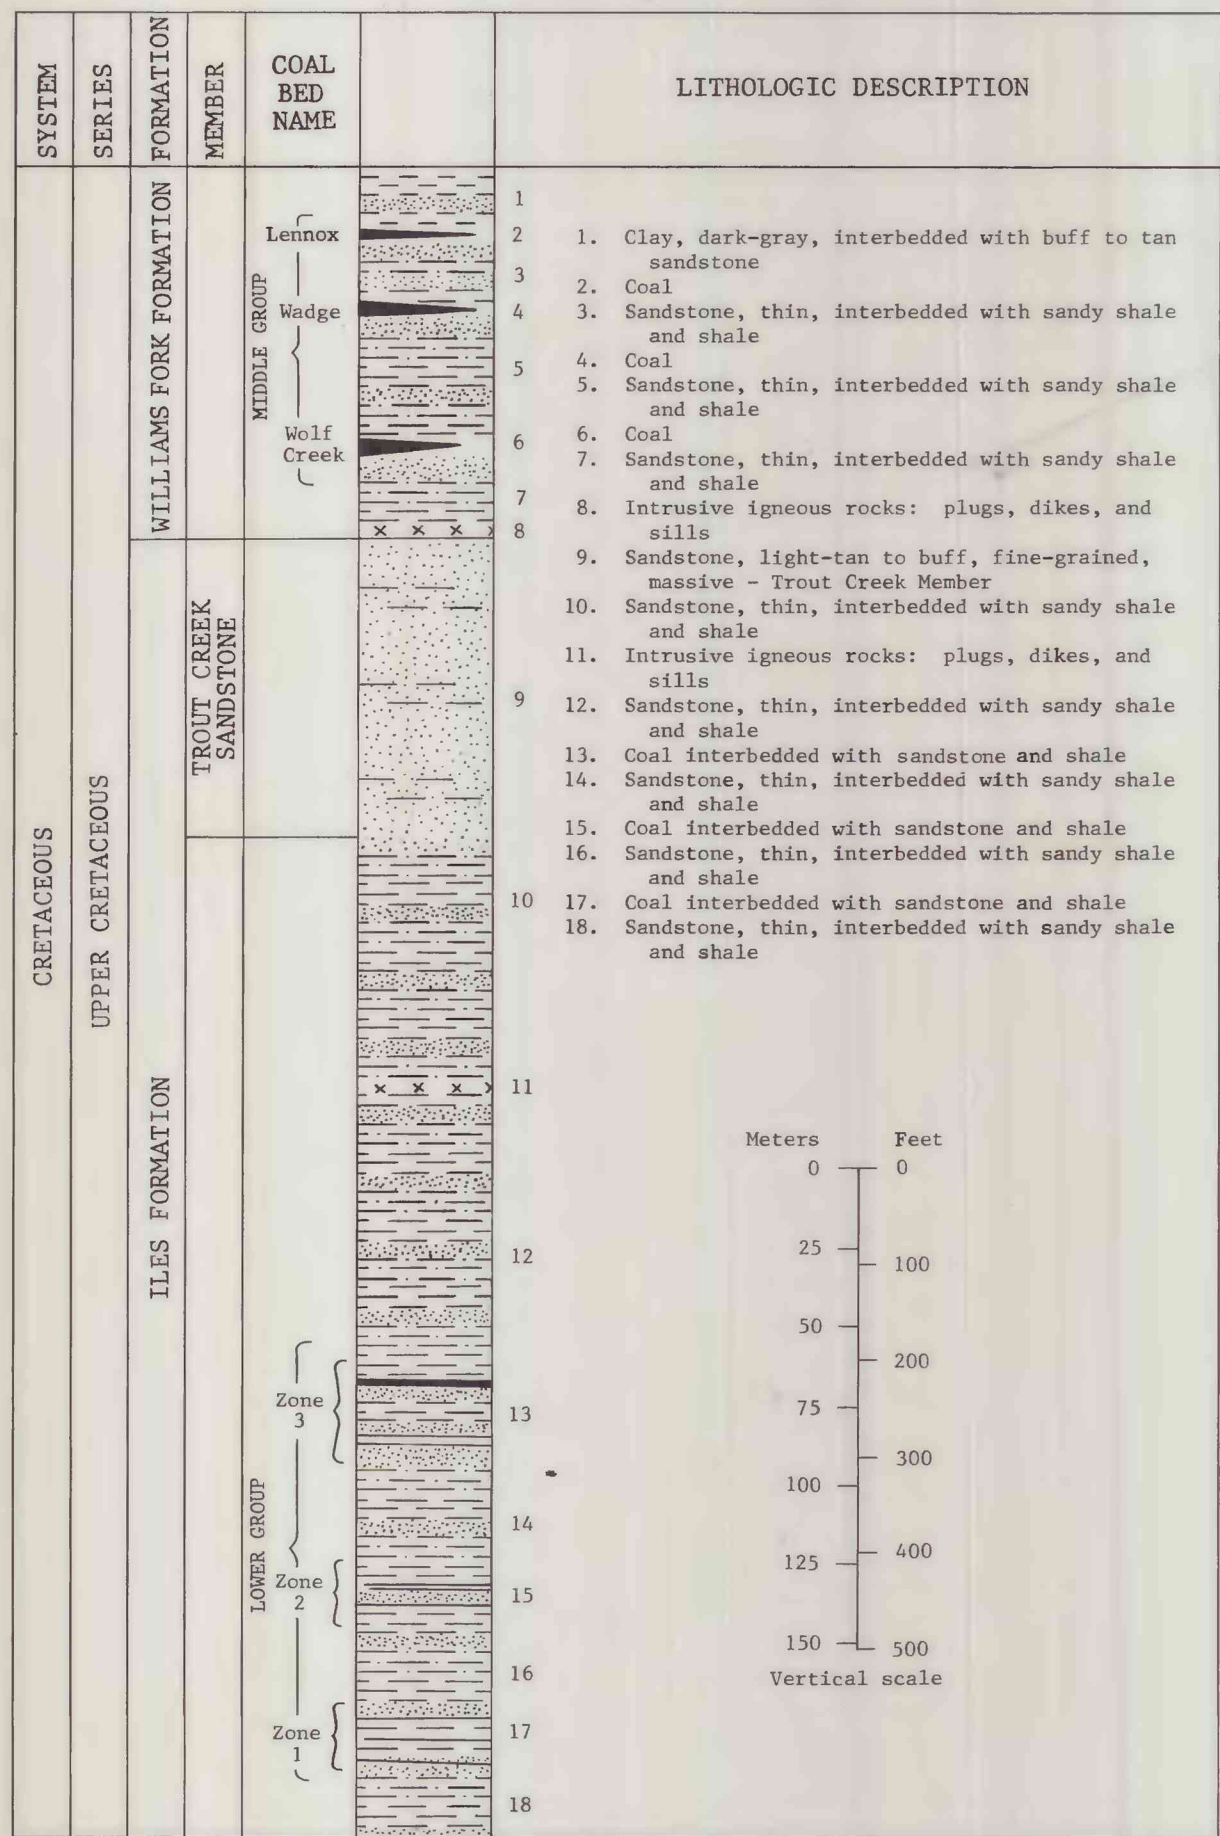 SYSTEM
SERIES
FORMATION
MEMBER
COAL
BED
NAME
LITHOLOGIC DESCRIPTION
CRETACEOUS
UPPER CRETACEOUS
WILLIAMS FORK FORMATION
ILES FORMATION
TROUT CREEK
SANDSTONE
MIDDLE GROUP
Lennox
Wadge
Wolf
Creek
LOWER GROUP
Zone
3
Zone
2
Zone
1
1
2
3
4
5
6
7
8
9
10
11
12
13
14
15
16
17
18
1. Clay, dark-gray, interbedded with buff to tan
sandstone
2. Coal
3. Sandstone, thin, interbedded with sandy shale
and shale
4. Coal
5. Sandstone, thin, interbedded with sandy shale
and shale
6. Coal
7. Sandstone, thin, interbedded with sandy shale
and shale
8. Intrusive igneous rocks: plugs, dikes, and
sills
9. Sandstone, light-tan to buff, fine-grained,
massive - Trout Creek Member
10. Sandstone, thin, interbedded with sandy shale
and shale
11. Intrusive igneous rocks: plugs, dikes, and
sills
12. Sandstone, thin, interbedded with sandy shale
and shale
13. Coal interbedded with sandstone and shale
14. Sandstone, thin, interbedded with sandy shale
and shale
15. Coal interbedded with sandstone and shale
16. Sandstone, thin, interbedded with sandy shale
and shale
17. Coal interbedded with sandstone and shale
18. Sandstone, thin, interbedded with sandy shale
and shale
Meters Feet
0 0
25
100
50
200
75
300
100
400
125
150 500
Vertical scale